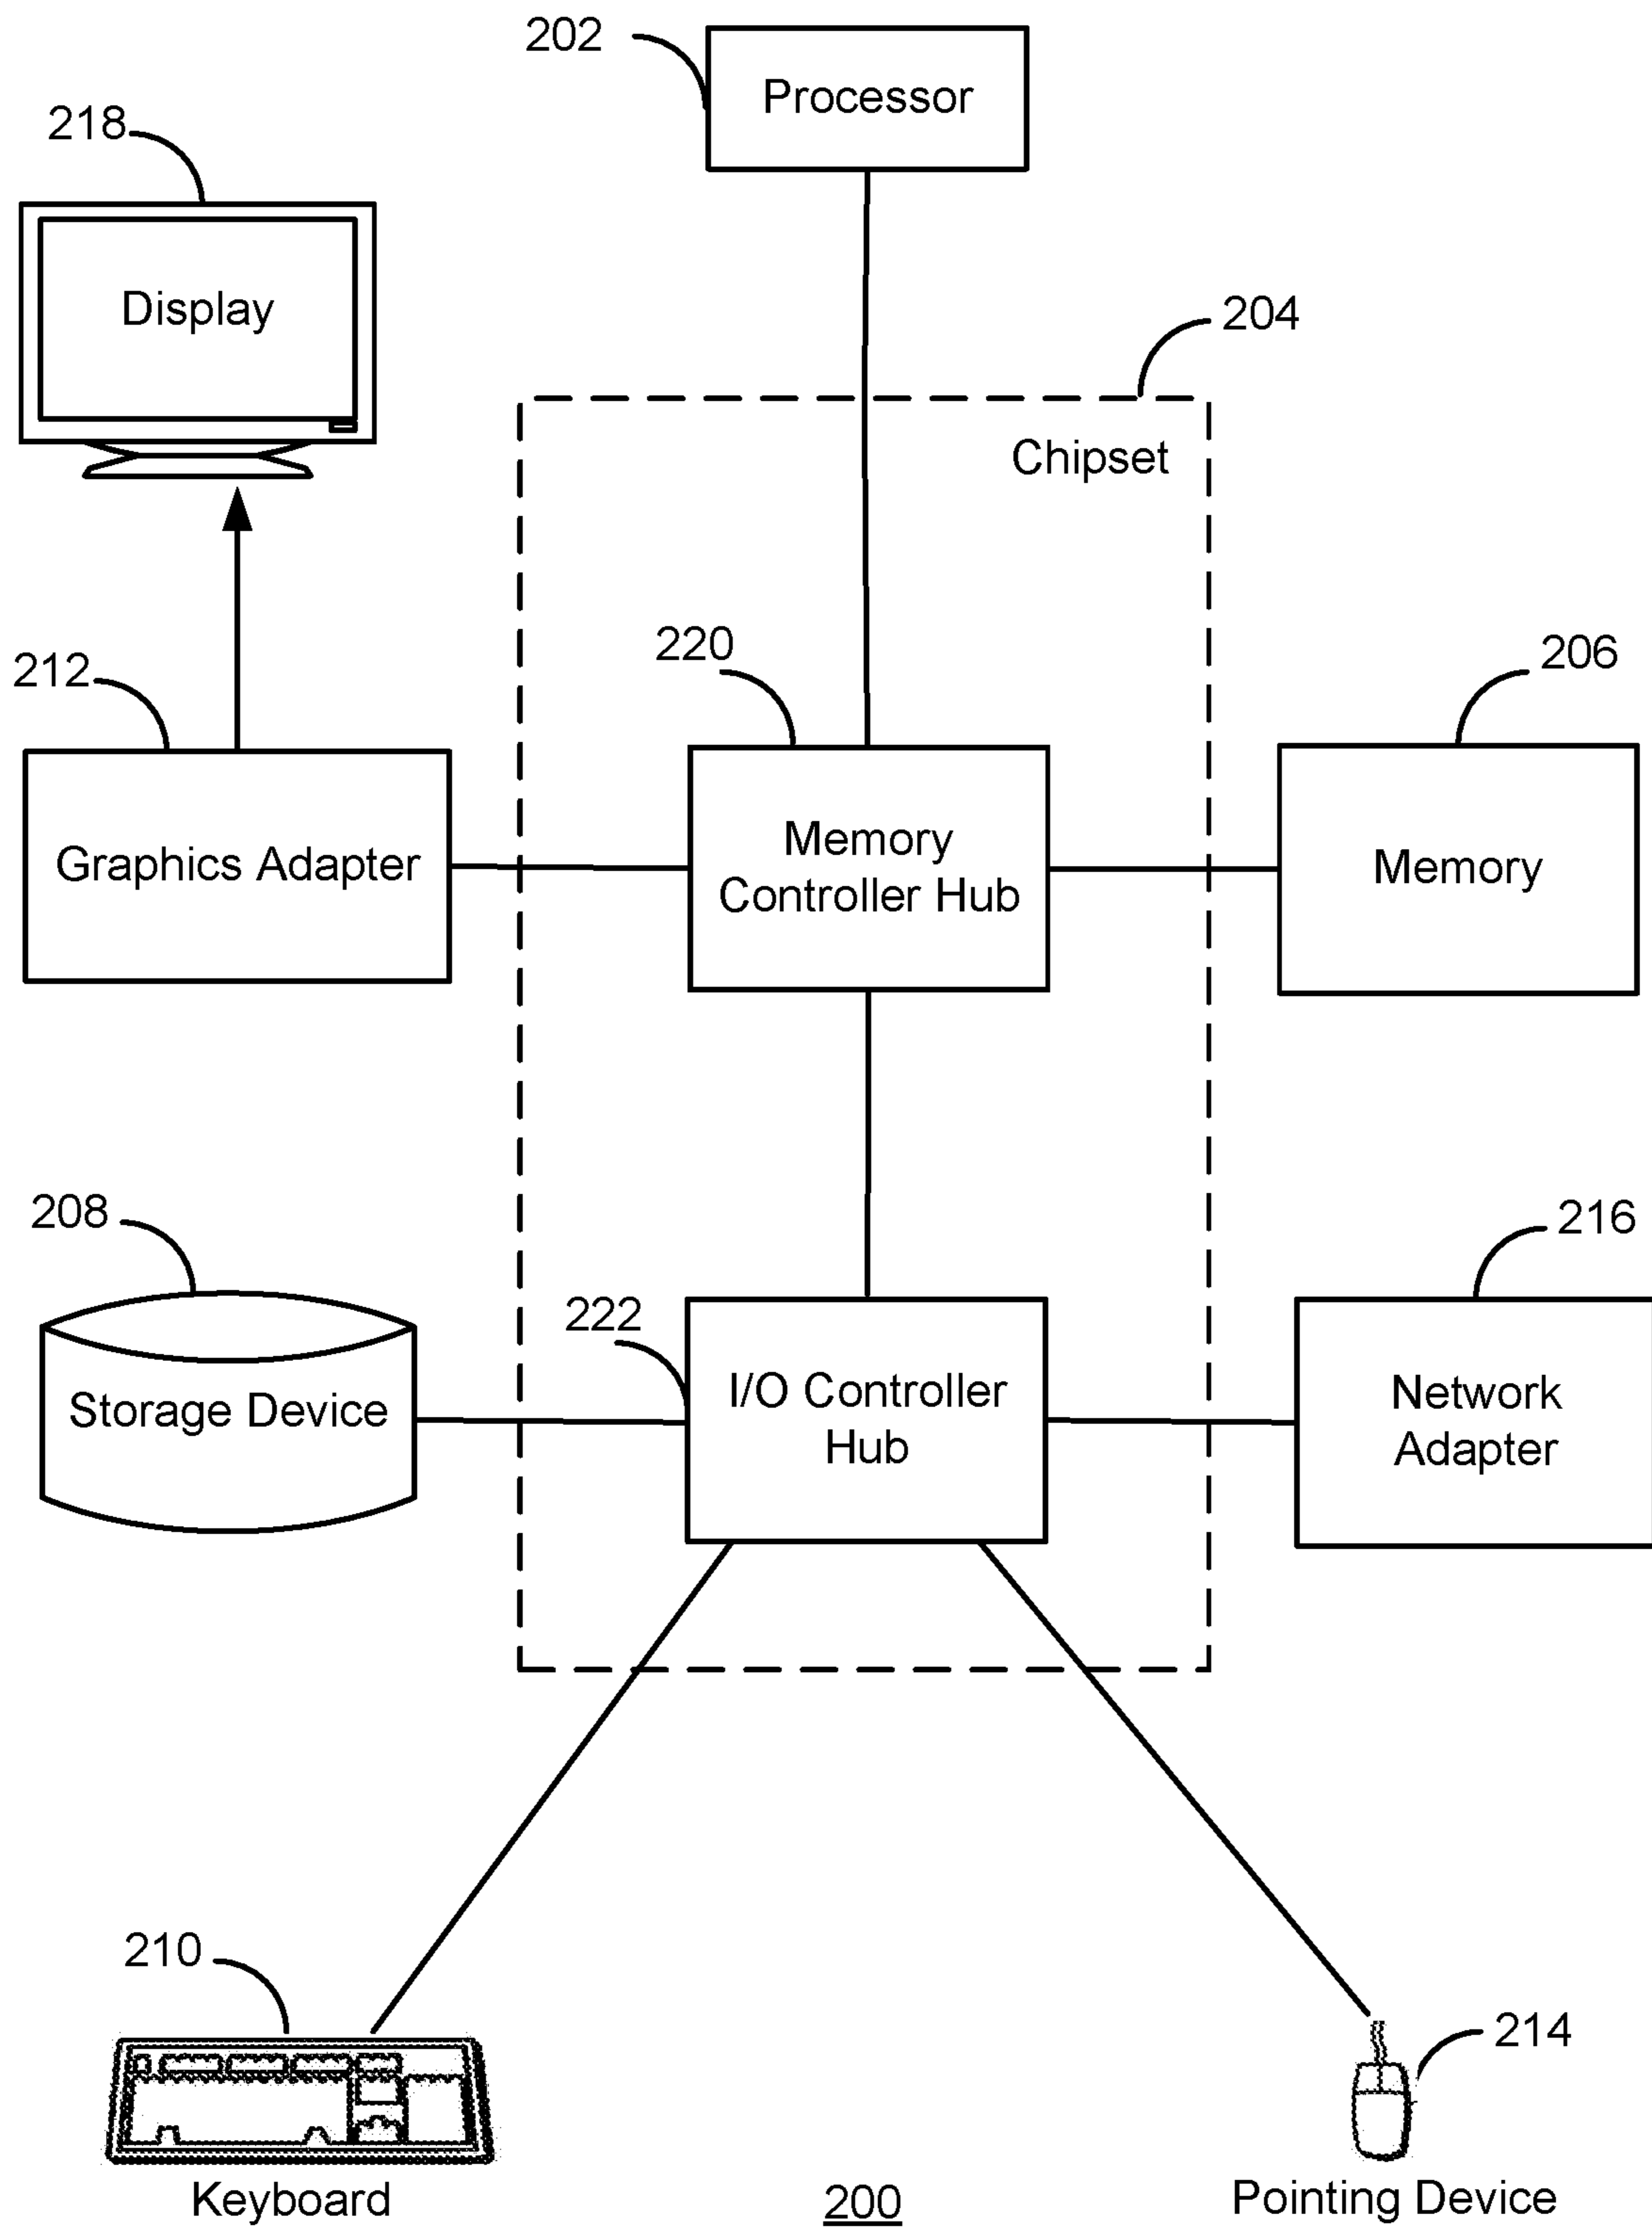 202
Processor
218
Display
204
Chipset
220
206
212
Memory
Controller Hub
Graphics Adapter
Memory
208
216
222
I/O Controller
Hub
Storage Device
Network
Adapter
210
214
Keyboard
200
Pointing Device